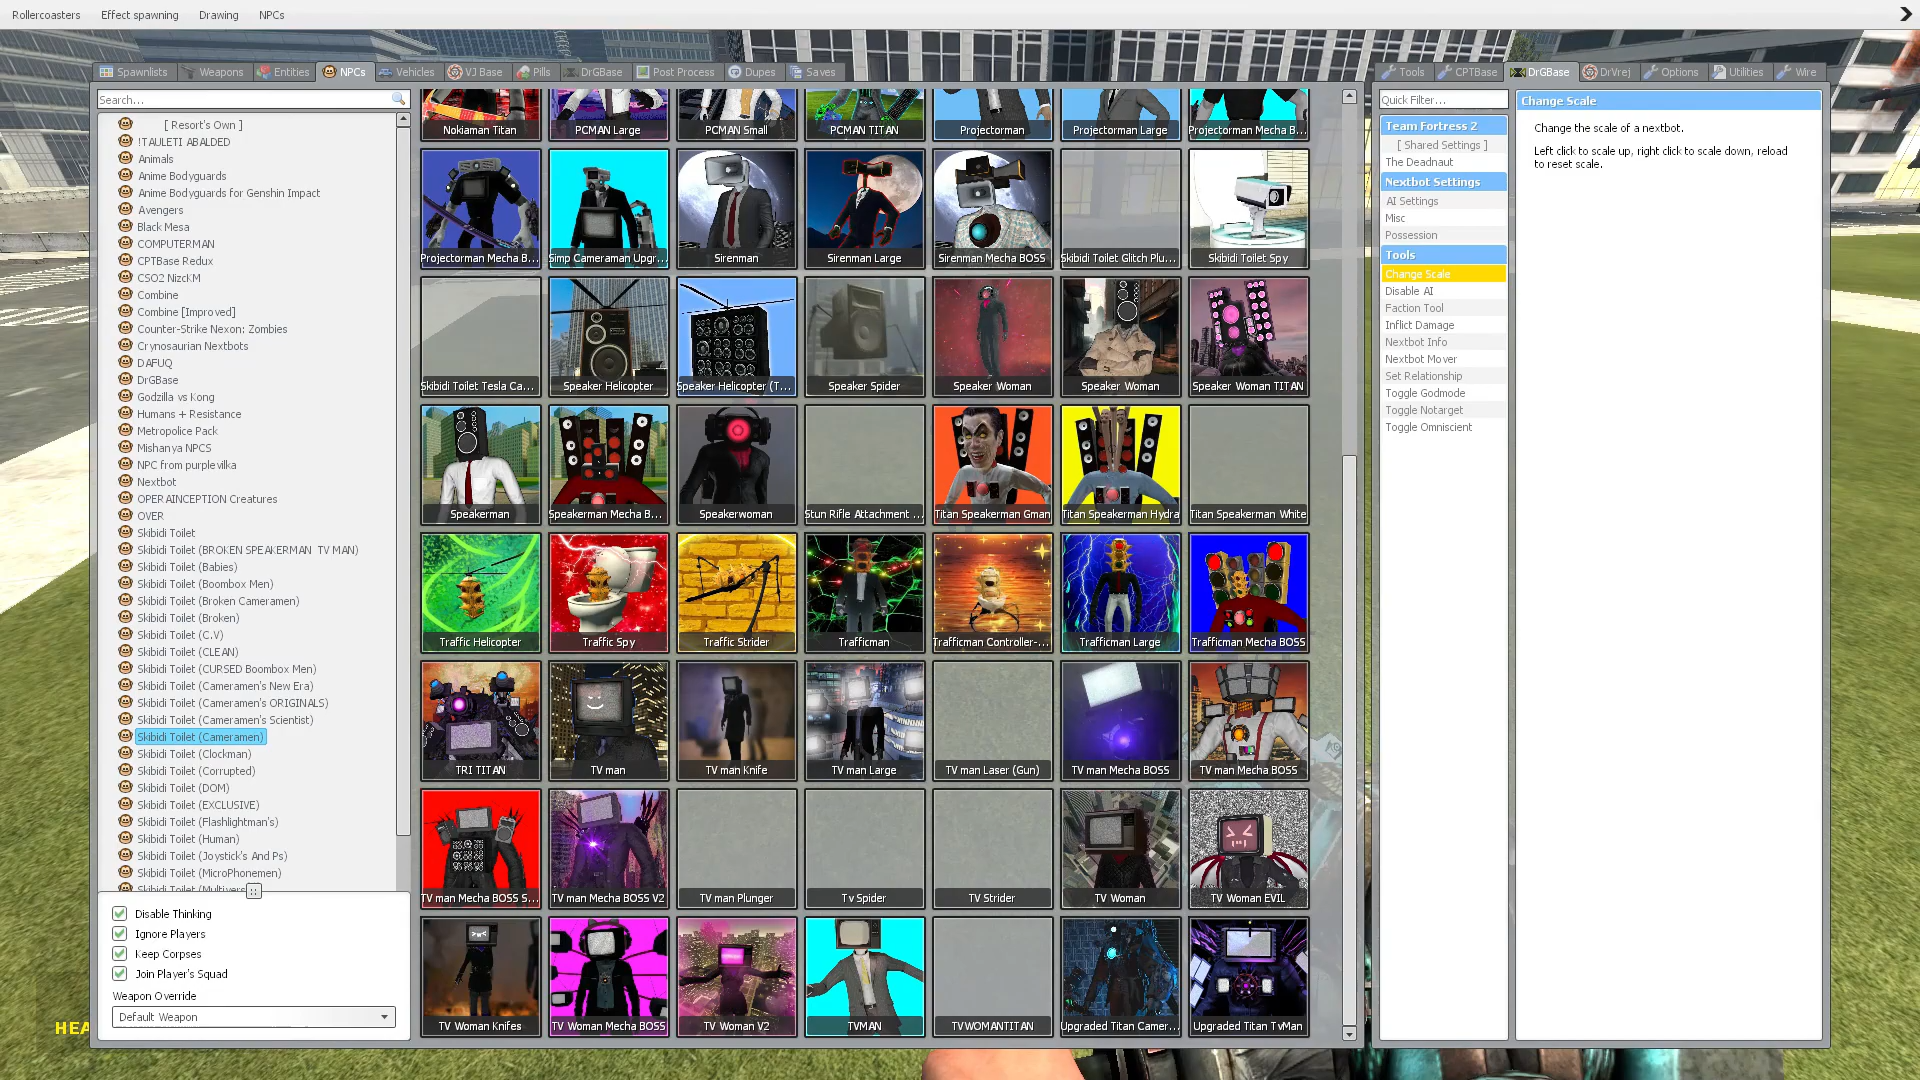 Rollercoasters Effect spawning Drawing NPCs
Spawnlists Weapons Entities NPCs Vehicles VJ Base Pills DrGBase Post Process Dupes Saves
Tools CPTBase DrGBase DrVrej Options Utilities Wire
Search...
[ Resort's Own ]
!TAULETI ABALDED
Animals
Anime Bodyguards
Anime Bodyguards for Genshin Impact
Avengers
Black Mesa
COMPUTERMAN
CPTBase Redux
CSO2 NizcKM
Combine
Combine [Improved]
Counter-Strike Nexon: Zombies
Crynosaurian Nextbots
DAFUQ
DrGBase
Godzilla vs Kong
Humans + Resistance
Metropolice Pack
Mishanya NPCS
NPC from purplevilka
Nextbot
OPERAINCEPTION Creatures
OVER
Skibidi Toilet
Skibidi Toilet (BROKEN SPEAKERMAN TV MAN)
Skibidi Toilet (Babies)
Skibidi Toilet (Boombox Men)
Skibidi Toilet (Broken Cameramen)
Skibidi Toilet (Broken)
Skibidi Toilet (C.V)
Skibidi Toilet (CLEAN)
Skibidi Toilet (CURSED Boombox Men)
Skibidi Toilet (Cameramen's New Era)
Skibidi Toilet (Cameramen's ORIGINALS)
Skibidi Toilet (Cameramen's Scientist)
Skibidi Toilet (Cameramen)
Skibidi Toilet (Clockman)
Skibidi Toilet (Corrupted)
Skibidi Toilet (DOM)
Skibidi Toilet (EXCLUSIVE)
Skibidi Toilet (Flashlightman's)
Skibidi Toilet (Human)
Skibidi Toilet (Joystick's And Ps)
Skibidi Toilet (MicroPhonemen)
Skibidi Toilet (Multivers
Disable Thinking
Ignore Players
Keep Corpses
Join Player's Squad
Weapon Override
Default Weapon
HEA
Nokiaman Titan PCMAN Large PCMAN Small PCMAN TITAN Projectorman Projectorman Large Projectorman Mecha B...
Projectorman Mecha B... Simp Cameraman Upgr... Sirenman Sirenman Large Sirenman Mecha BOSS Skibidi Toilet Glitch Plu... Skibidi Toilet Spy
Skibidi Toilet Tesla Ca... Speaker Helicopter Speaker Helicopter (T... Speaker Spider Speaker Woman Speaker Woman Speaker Woman TITAN
Speakerman Speakerman Mecha B... Speakerwoman Stun Rifle Attachment ... Titan Speakerman Gman Titan Speakerman Hydra Titan Speakerman White
Traffic Helicopter Traffic Spy Traffic Strider Trafficman Trafficman Controller-... Trafficman Large Trafficman Mecha BOSS
TRI TITAN TV man TV man Knife TV man Large TV man Laser (Gun) TV man Mecha BOSS TV man Mecha BOSS
TV man Mecha BOSS S... TV man Mecha BOSS V2 TV man Plunger Tv Spider TV Strider TV Woman TV Woman EVIL
TV Woman Knifes TV Woman Mecha BOSS TV Woman V2 TVMAN TVWOMANTITAN Upgraded Titan Camer... Upgraded Titan TvMan
Quick Filter...
Team Fortress 2
[ Shared Settings ]
The Deadnaut
Nextbot Settings
AI Settings
Misc
Possession
Tools
Change Scale
Disable AI
Faction Tool
Inflict Damage
Nextbot Info
Nextbot Mover
Set Relationship
Toggle Godmode
Toggle Notarget
Toggle Omniscient
Change Scale
Change the scale of a nextbot.
Left click to scale up, right click to scale down, reload
to reset scale.